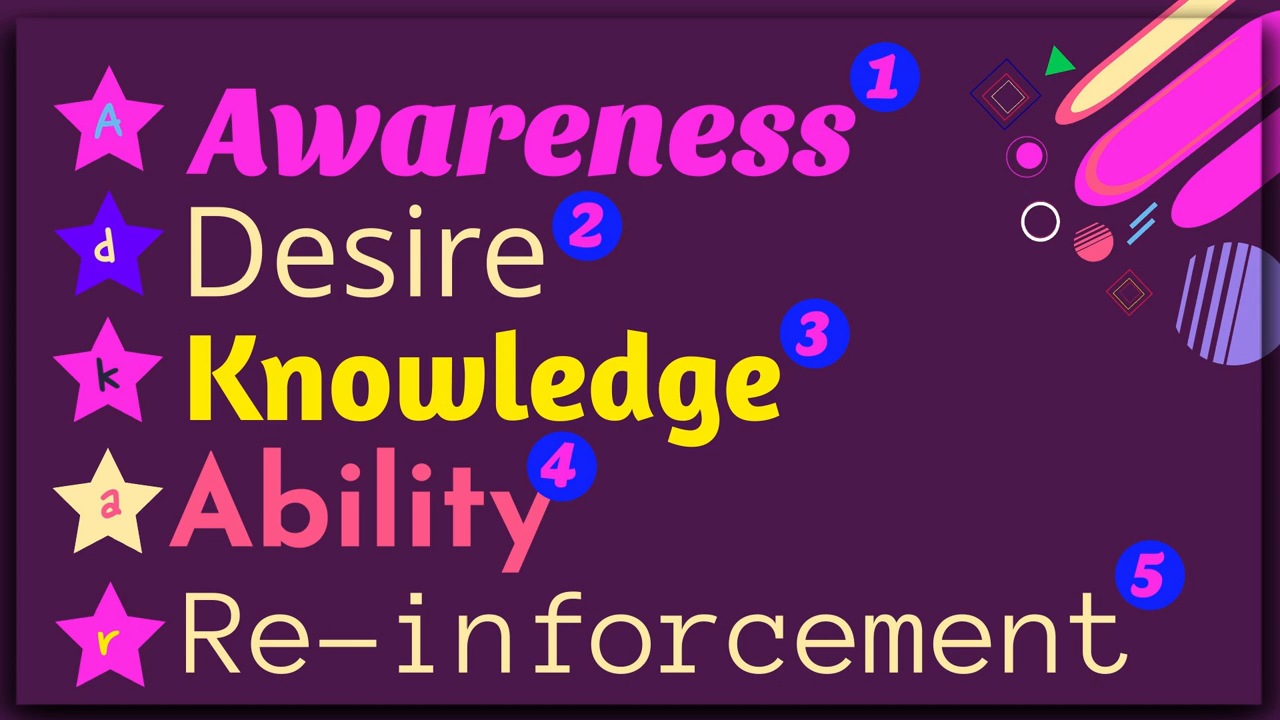 A Awareness 1
d Desire 2
k Knowledge 3
a Ability 4
r Re-inforcement 5